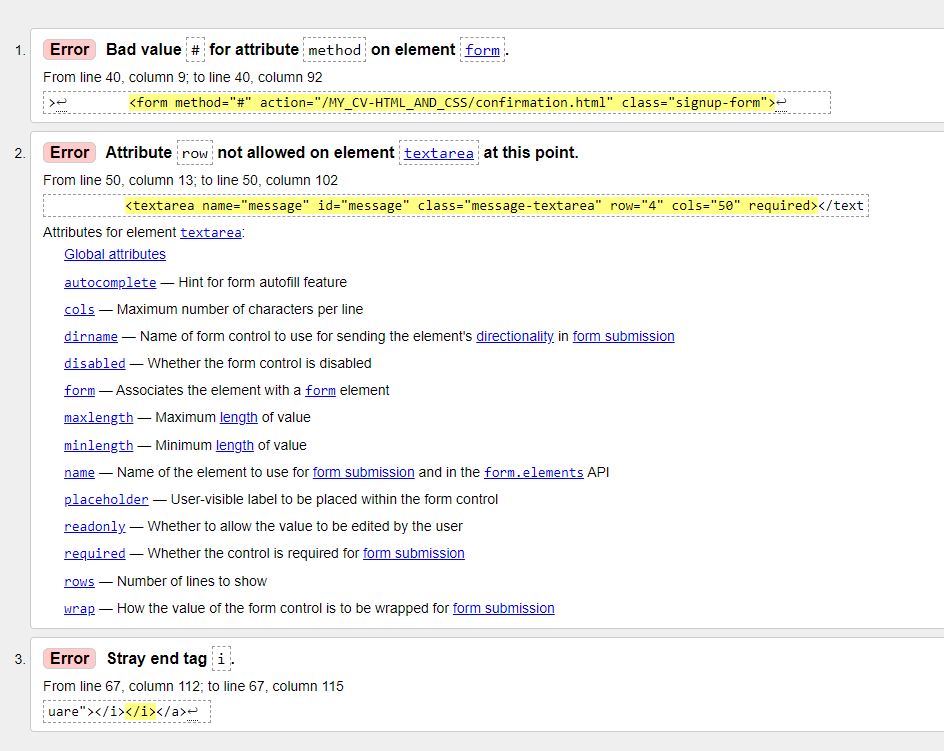 1. Error Bad value # for attribute method on element form.
From line 40, column 9; to line 40, column 92
>↩ <form method="#" action="/MY_CV-HTML_AND_CSS/confirmation.html" class="signup-form">↩
2. Error Attribute row not allowed on element textarea at this point.
From line 50, column 13; to line 50, column 102
<textarea name="message" id="message" class="message-textarea" row="4" cols="50" required></text
Attributes for element textarea:
Global attributes
autocomplete — Hint for form autofill feature
cols — Maximum number of characters per line
dirname — Name of form control to use for sending the element's directionality in form submission
disabled — Whether the form control is disabled
form — Associates the element with a form element
maxlength — Maximum length of value
minlength — Minimum length of value
name — Name of the element to use for form submission and in the form.elements API
placeholder — User-visible label to be placed within the form control
readonly — Whether to allow the value to be edited by the user
required — Whether the control is required for form submission
rows — Number of lines to show
wrap — How the value of the form control is to be wrapped for form submission
3. Error Stray end tag i.
From line 67, column 112; to line 67, column 115
uare"></i></i></a>↩